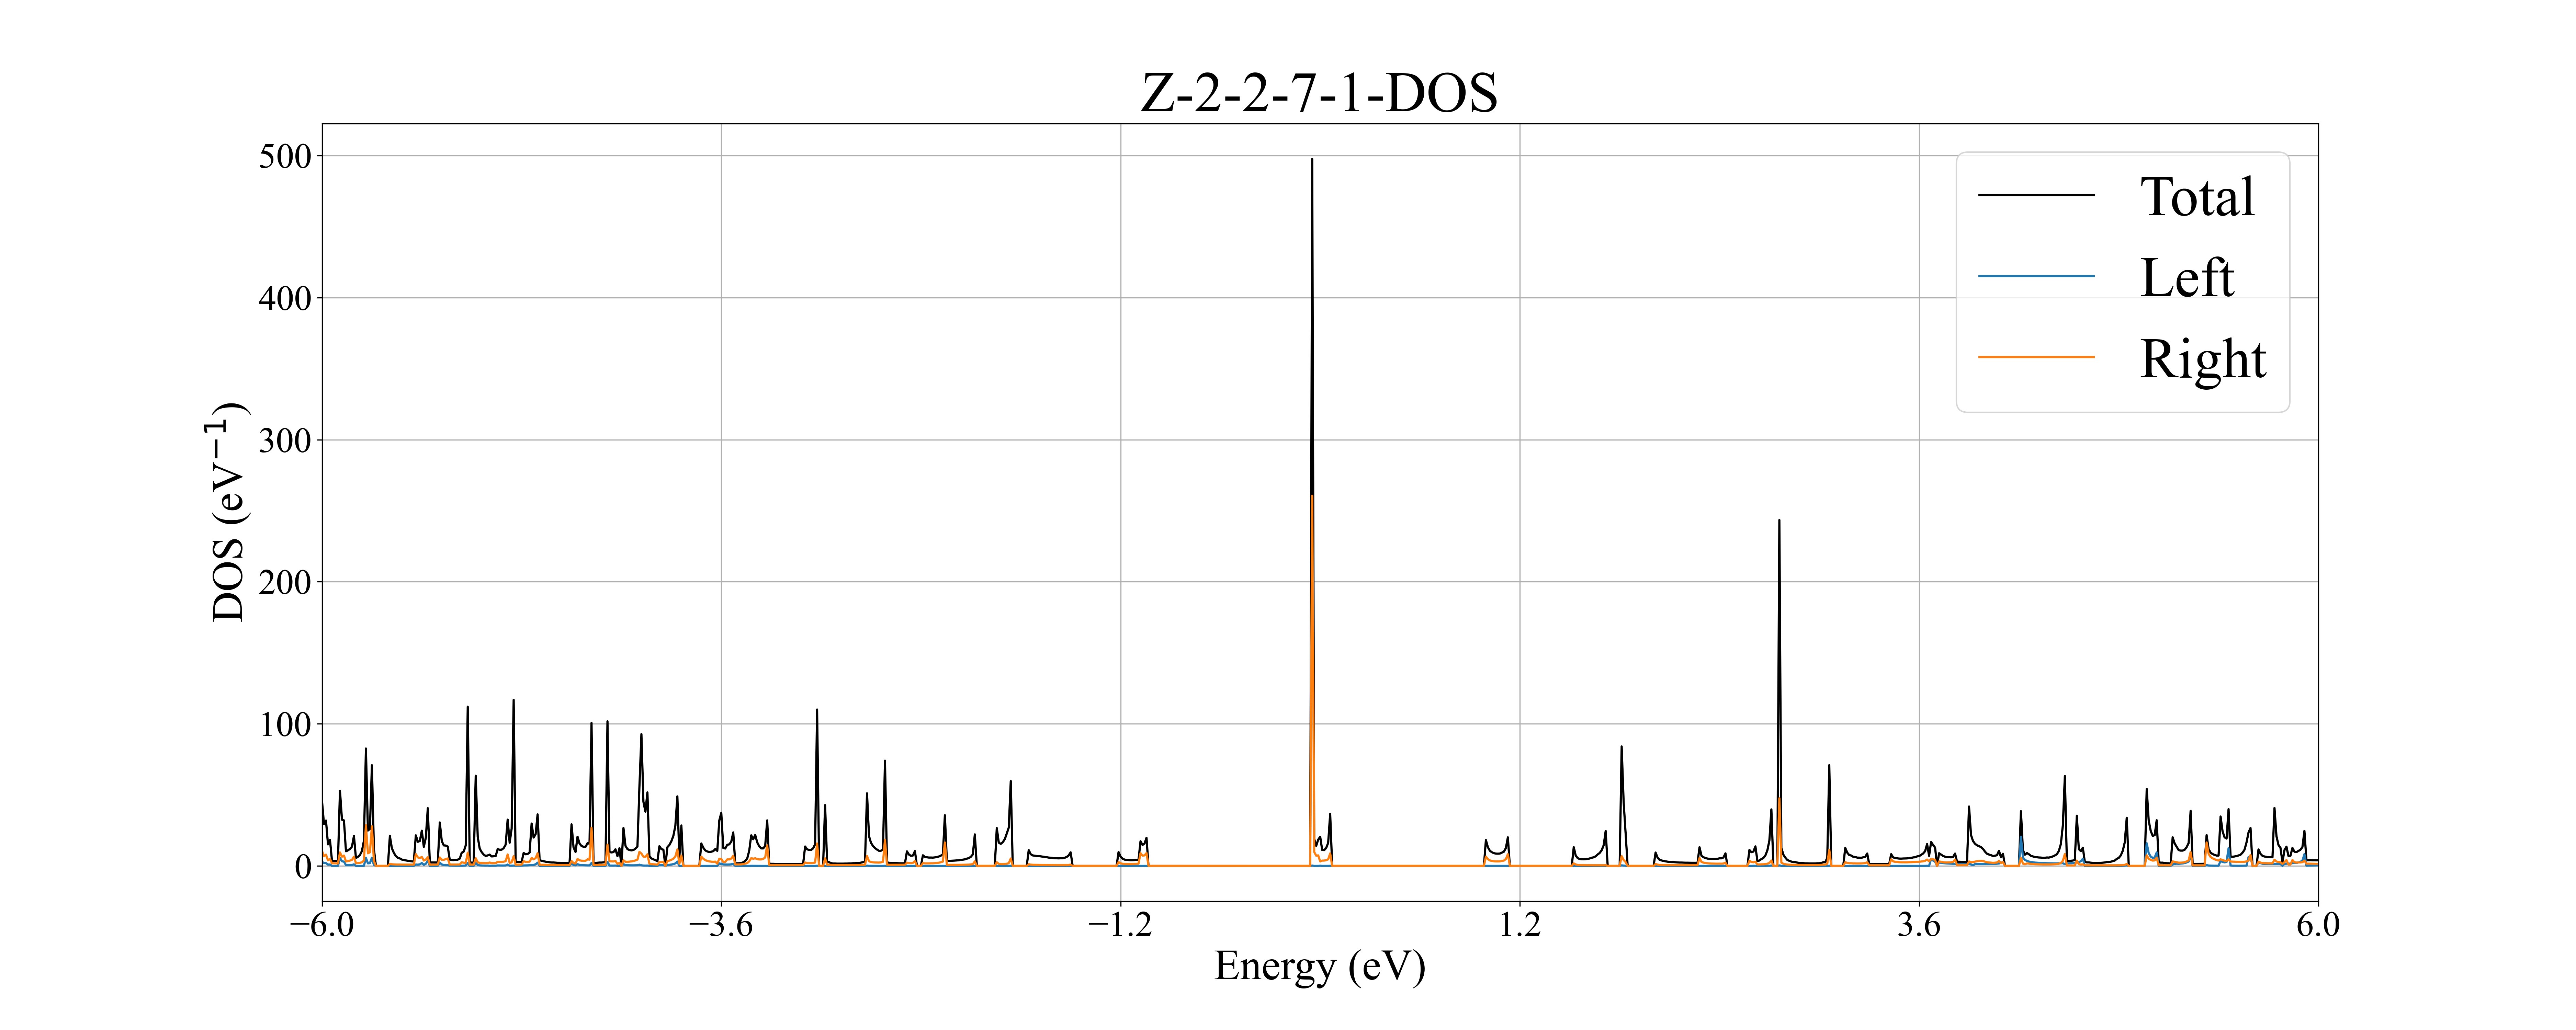 Z-2-2-7-1-DOS
500
400
300
200
100
0
DOS (eV⁻¹)
−6.0
−3.6
−1.2
1.2
3.6
6.0
Energy (eV)
Total
Left
Right